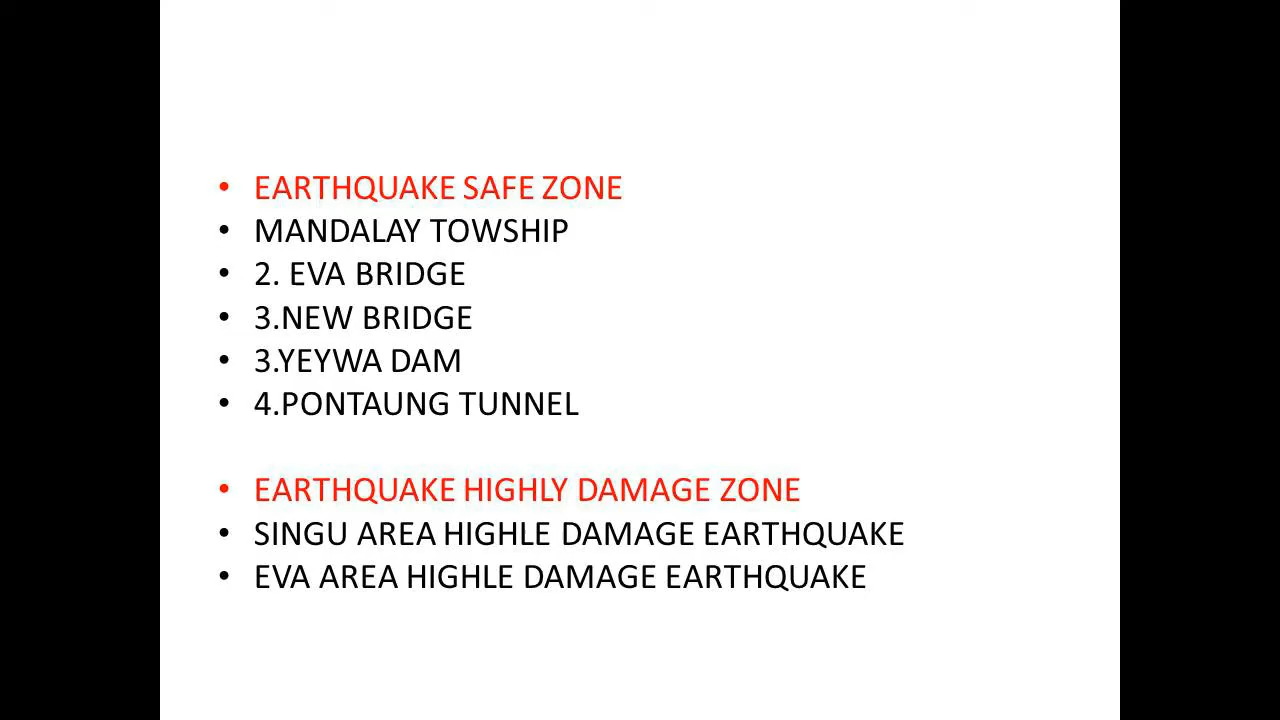 • EARTHQUAKE SAFE ZONE
• MANDALAY TOWSHIP
• 2. EVA BRIDGE
• 3.NEW BRIDGE
• 3.YEYWA DAM
• 4.PONTAUNG TUNNEL
• EARTHQUAKE HIGHLY DAMAGE ZONE
• SINGU AREA HIGHLE DAMAGE EARTHQUAKE
• EVA AREA HIGHLE DAMAGE EARTHQUAKE